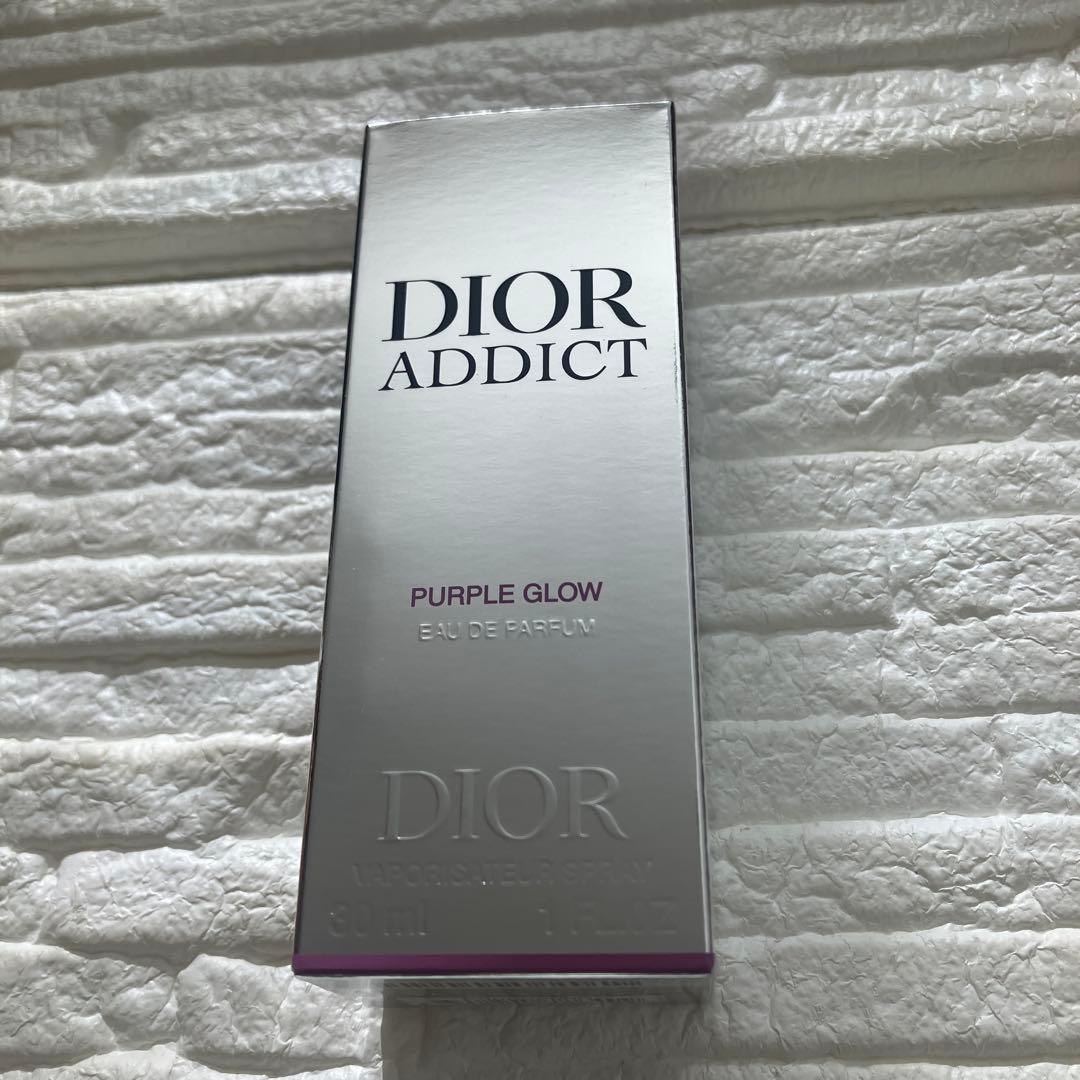 DIOR
ADDICT
PURPLE GLOW
EAU DE PARFUM
DIOR
VAPORISATEUR SPRAY
30 ml 1 FL.OZ